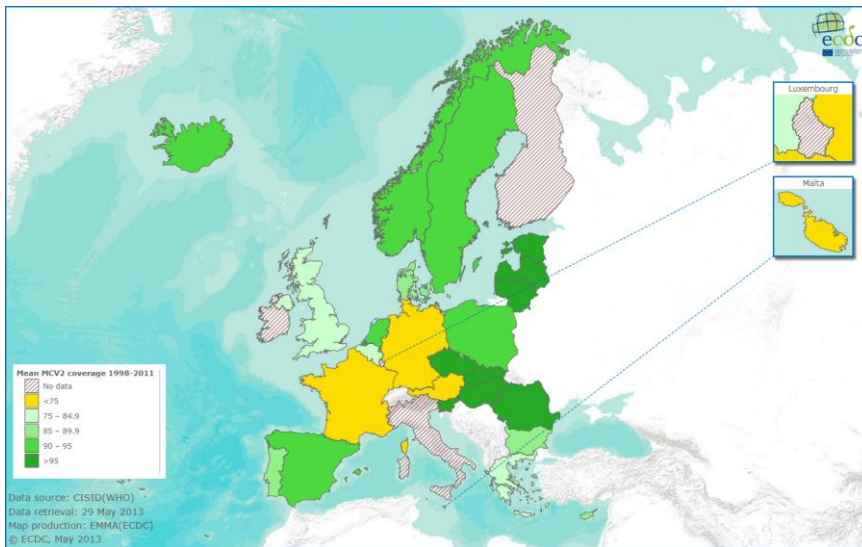 ecdc
Luxembourg
Malta
Mean MCV2 coverage 1998-2011
No data
<75
75 – 84.9
85 – 89.9
90 – 95
>95
Data source: CISID(WHO)
Data retrieval: 29 May 2013
Map production: EMMA(ECDC)
© ECDC, May 2013